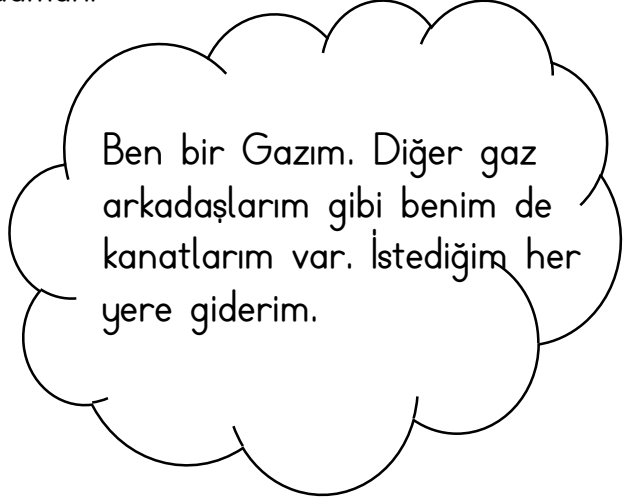 Ben bir Gazım. Diğer gaz
arkadaşlarım gibi benim de
kanatlarım var. İstediğim her
yere giderim.